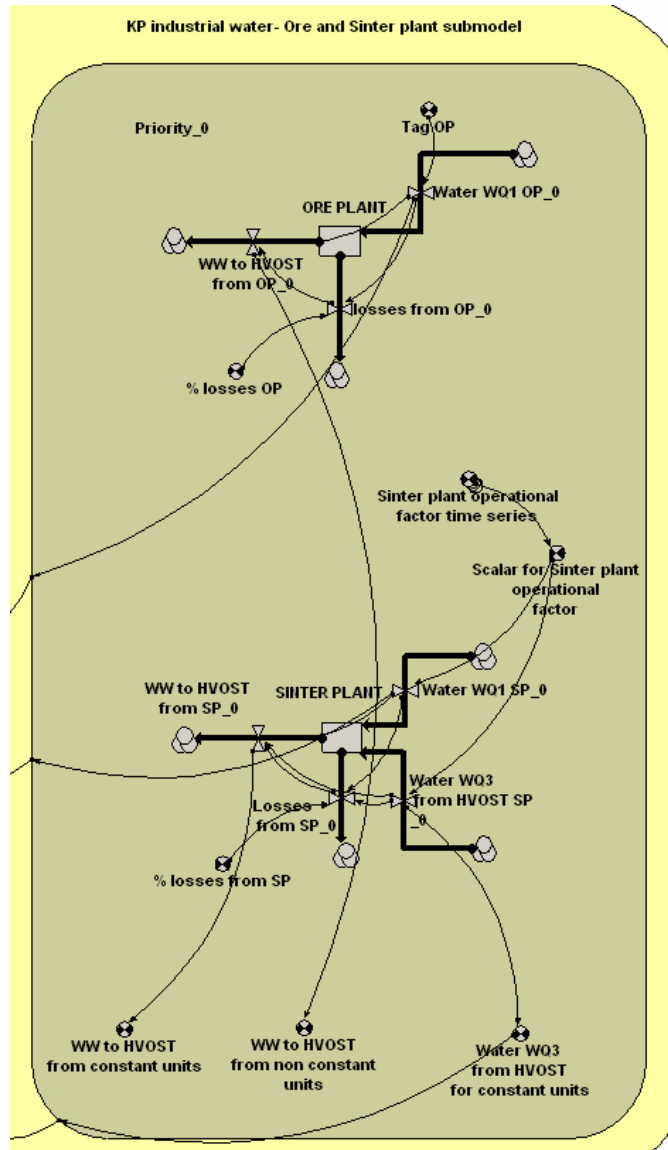 KP industrial water- Ore and Sinter plant submodel
Priority_0
Tag OP
Water WQ1 OP_0
ORE PLANT
WW to HVOST
from OP_0
losses from OP_0
% losses OP
Sinter plant operational
factor time series
Scalar for Sinter plant
operational
factor
SINTER PLANT
Water WQ1 SP_0
WW to HVOST
from SP_0
Water WQ3
from HVOST SP
_0
Losses
from SP_0
% losses from SP
WW to HVOST
from constant units
WW to HVOST
from non constant
units
Water WQ3
from HVOST
for constant units